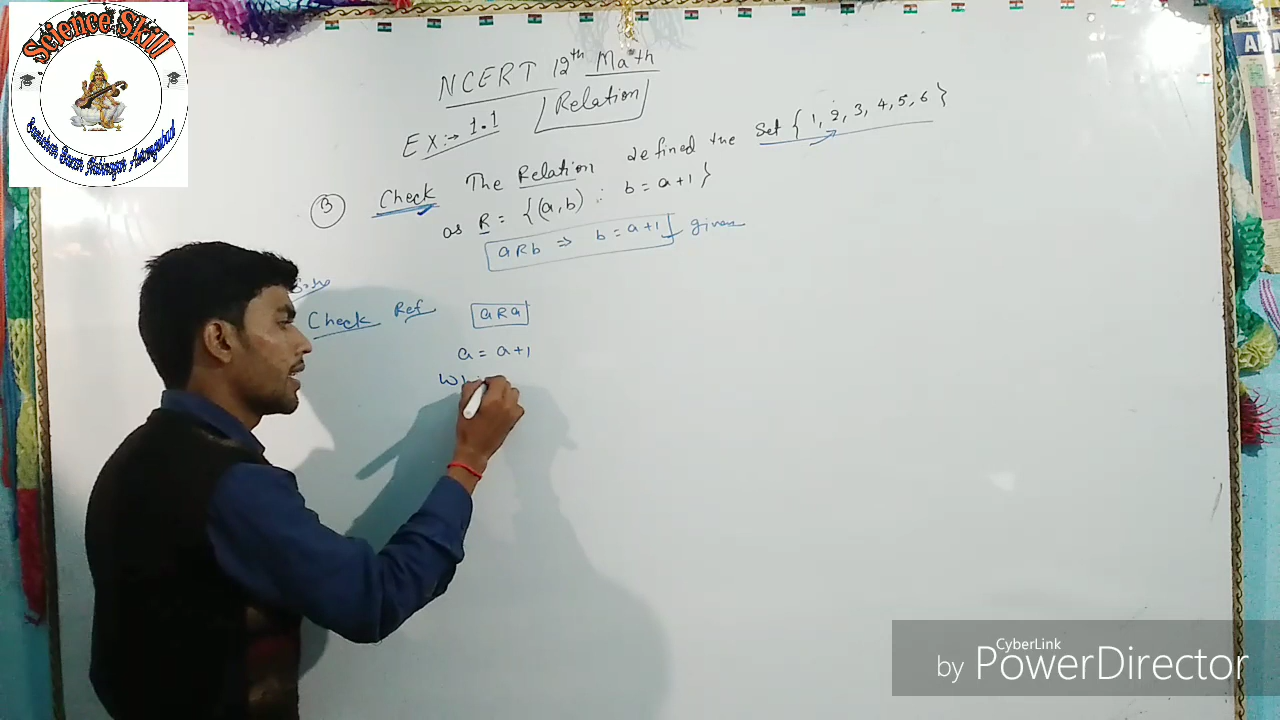 Science Skill
NCERT 12th Math
Relation
EX:→ 1.1
3 Check The Relation defined the Set { 1, 2, 3, 4, 5, 6 }
as R = {(a,b) : b = a+1}
aRb ⇒ b = a+1 given
Check Ref aRa
a = a+1
CyberLink
by PowerDirector